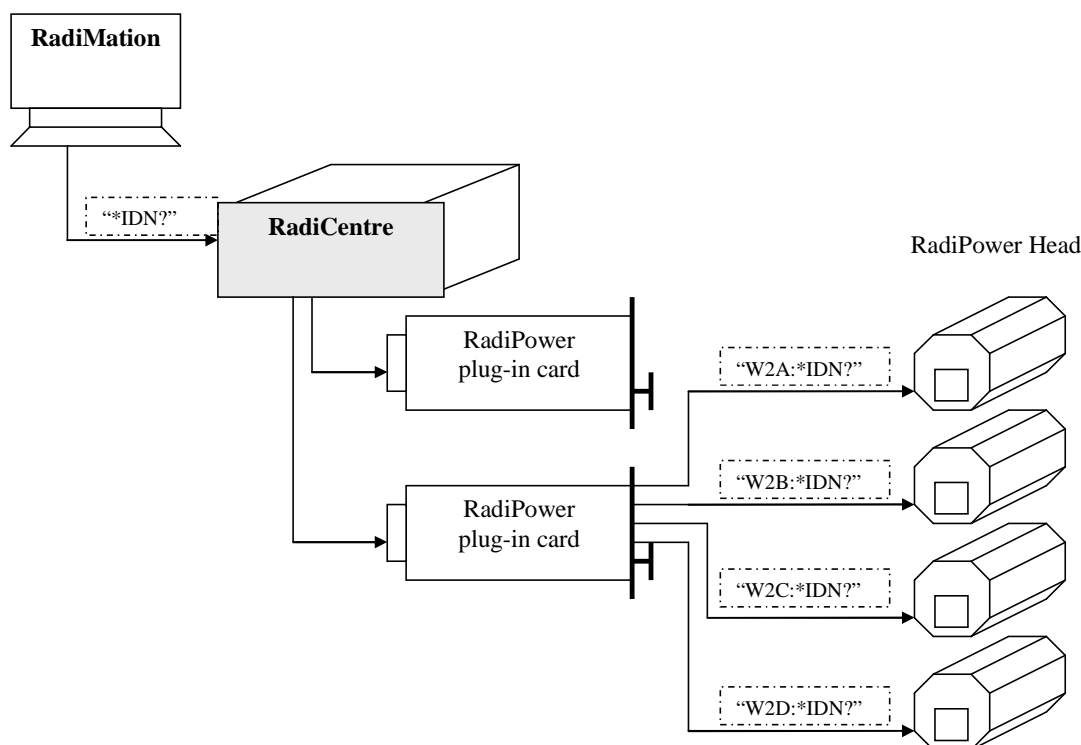 RadiMation
“*IDN?”
RadiCentre
RadiPower Head
RadiPower
plug-in card
“W2A:*IDN?”
“W2B:*IDN?”
RadiPower
plug-in card
“W2C:*IDN?”
“W2D:*IDN?”